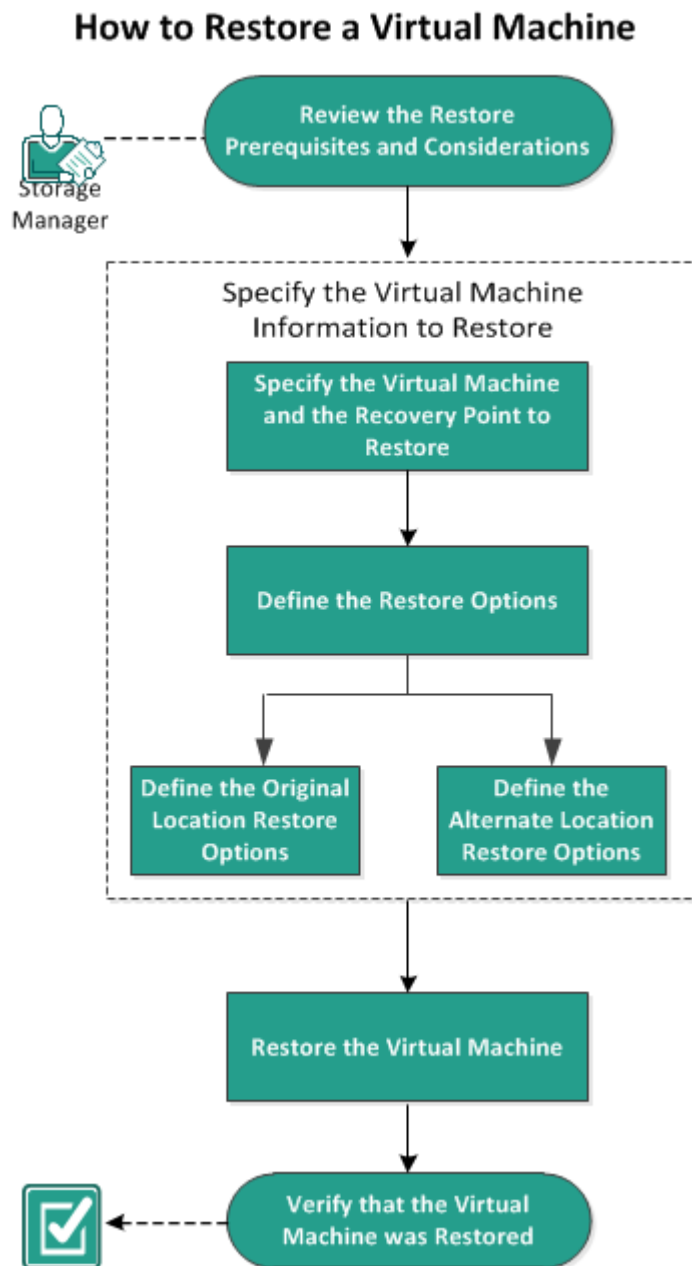 How to Restore a Virtual Machine
Review the Restore
Prerequisites and Considerations
Storage
Manager
Specify the Virtual Machine
Information to Restore
Specify the Virtual Machine
and the Recovery Point to
Restore
Define the Restore Options
Define the Original
Location Restore
Options
Define the
Alternate Location
Restore Options
Restore the Virtual Machine
Verify that the Virtual
Machine was Restored